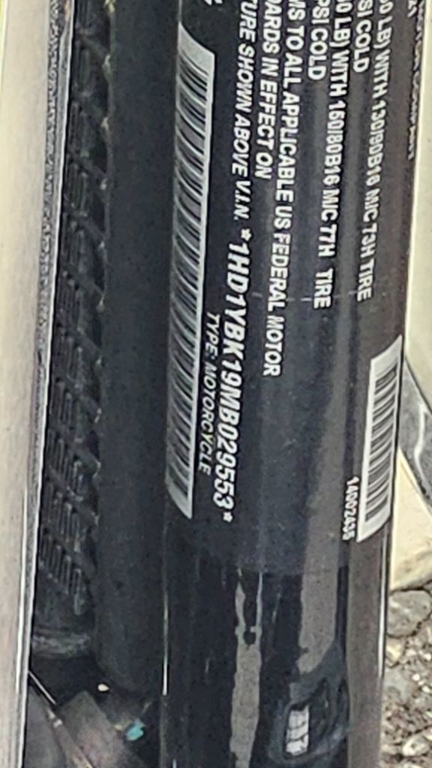 0 LB) WITH 130/90B16 M/C 73H TIRE
SI COLD
0 LB) WITH 150/80B16 M/C 77H TIRE
PSI COLD
MS TO ALL APPLICABLE US FEDERAL MOTOR
DARDS IN EFFECT ON
TURE SHOWN ABOVE V.I.N. *1HD1YBK19MB029553*
TYPE: MOTORCYCLE